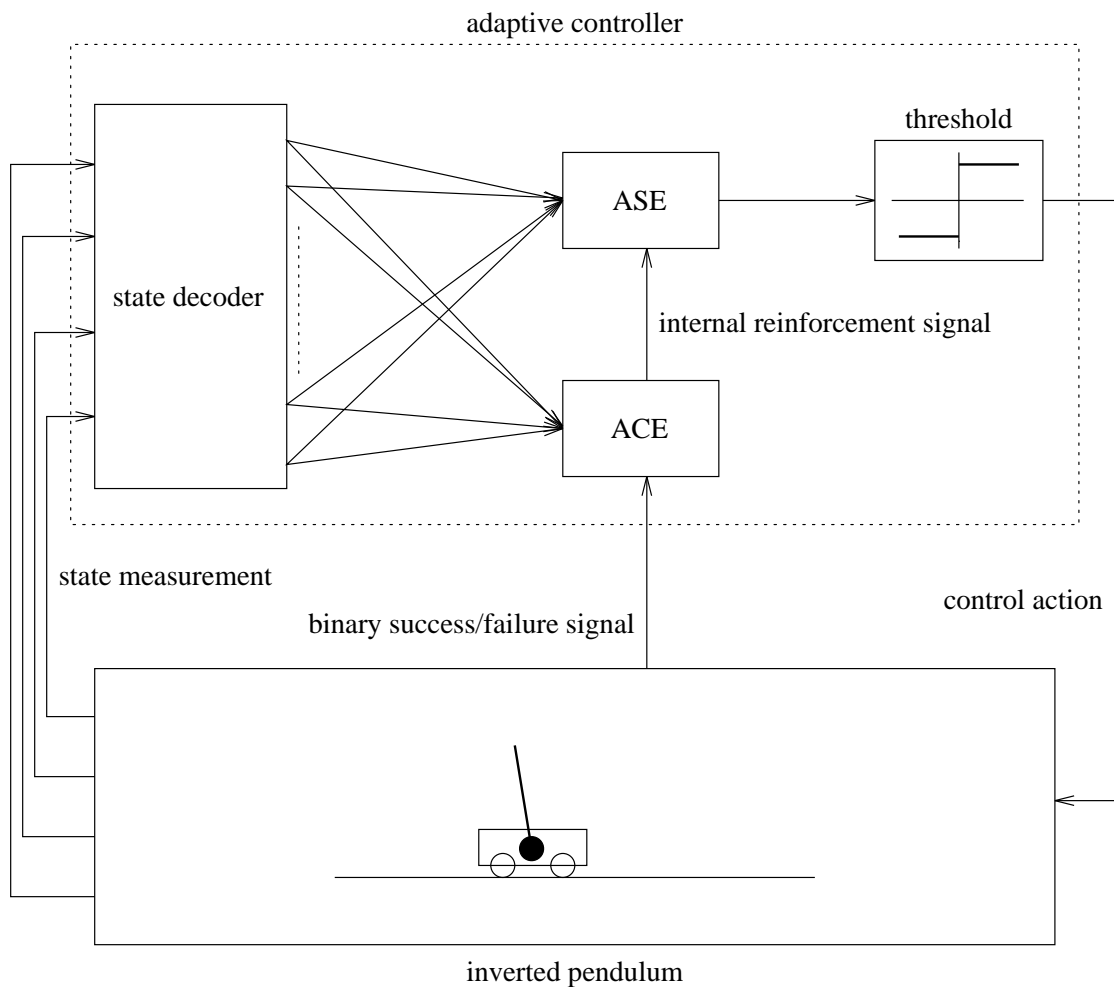 adaptive controller
threshold
ASE
state decoder
internal reinforcement signal
ACE
state measurement
control action
binary success/failure signal
inverted pendulum